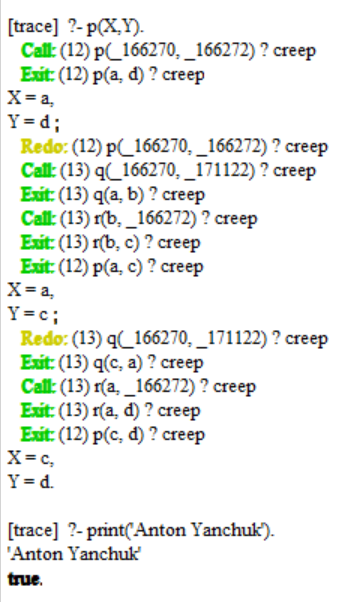 [trace]  ?- p(X,Y).
Call: (12) p(_166270, _166272) ? creep
Exit: (12) p(a, d) ? creep
X = a,
Y = d ;
Redo: (12) p(_166270, _166272) ? creep
Call: (13) q(_166270, _171122) ? creep
Exit: (13) q(a, b) ? creep
Call: (13) r(b, _166272) ? creep
Exit: (13) r(b, c) ? creep
Exit: (12) p(a, c) ? creep
X = a,
Y = c ;
Redo: (13) q(_166270, _171122) ? creep
Exit: (13) q(c, a) ? creep
Call: (13) r(a, _166272) ? creep
Exit: (13) r(a, d) ? creep
Exit: (12) p(c, d) ? creep
X = c,
Y = d.
[trace]  ?- print('Anton Yanchuk').
'Anton Yanchuk'
true.